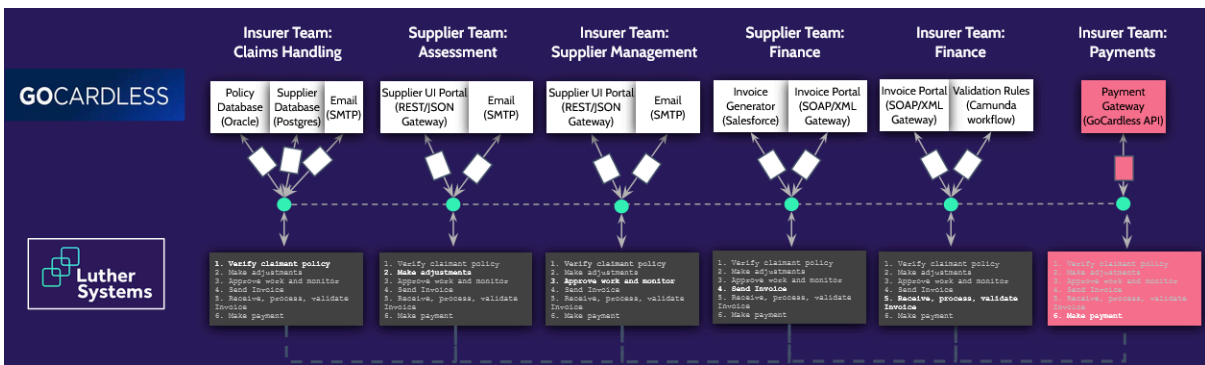 Insurer Team:
Claims Handling
Supplier Team:
Assessment
Insurer Team:
Supplier Management
Supplier Team:
Finance
Insurer Team:
Finance
Insurer Team:
Payments
GOCARDLESS
Policy
Database
(Oracle)
Supplier
Database
(Postgres)
Email
(SMTP)
Supplier UI Portal
(REST/JSON
Gateway)
Email
(SMTP)
Supplier UI Portal
(REST/JSON
Gateway)
Email
(SMTP)
Invoice
Generator
(Salesforce)
Invoice Portal
(SOAP/XML
Gateway)
Invoice Portal
(SOAP/XML
Gateway)
Validation Rules
(Camunda
workflow)
Payment
Gateway
(GoCardless API)
Luther
Systems
1. Verify claimant policy
2. Make adjustments
3. Approve work and monitor
4. Send Invoice
5. Receive, process, validate
Invoice
6. Make payment
1. Verify claimant policy
2. Make adjustments
3. Approve work and monitor
4. Send Invoice
5. Receive, process, validate
Invoice
6. Make payment
1. Verify claimant policy
2. Make adjustments
3. Approve work and monitor
4. Send Invoice
5. Receive, process, validate
Invoice
6. Make payment
1. Verify claimant policy
2. Make adjustments
3. Approve work and monitor
4. Send Invoice
5. Receive, process, validate
Invoice
6. Make payment
1. Verify claimant policy
2. Make adjustments
3. Approve work and monitor
4. Send Invoice
5. Receive, process, validate
Invoice
6. Make payment
1. Verify claimant policy
2. Make adjustments
3. Approve work and monitor
4. Send Invoice
5. Receive, process, validate
Invoice
6. Make payment